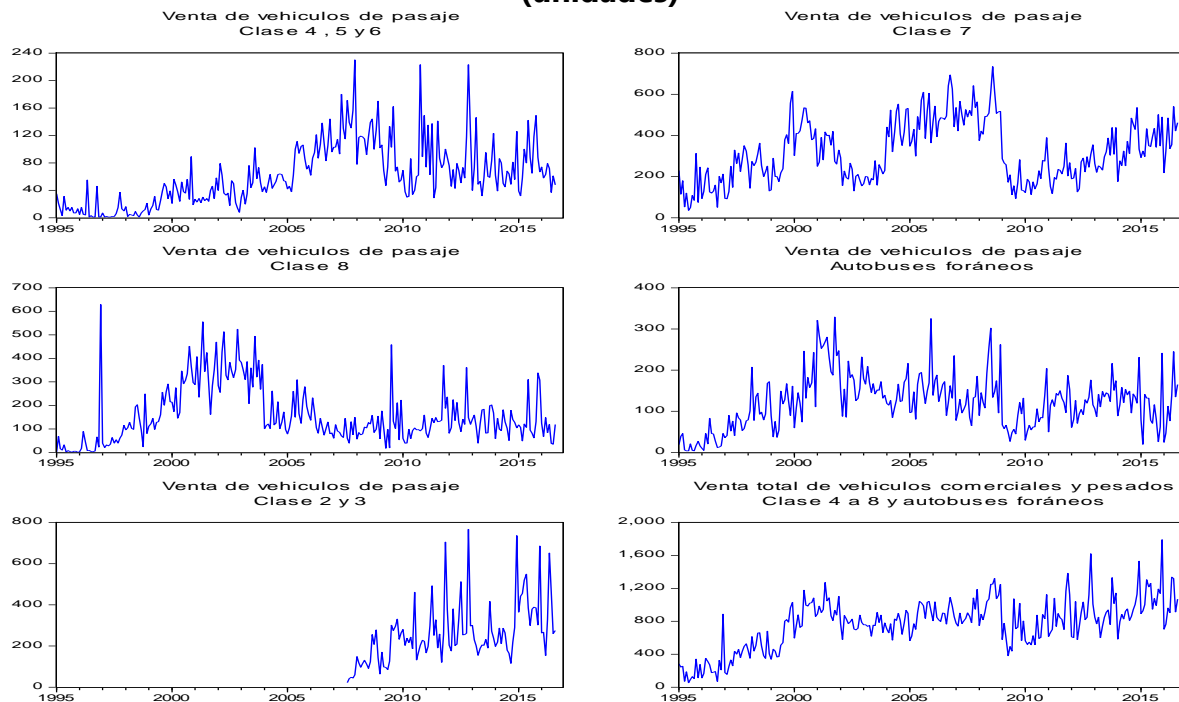 (unidades)
Venta de vehiculos de pasaje
Clase 4 , 5 y 6
240
200
160
120
80
40
0
1995 2000 2005 2010 2015
Venta de vehiculos de pasaje
Clase 7
800
600
400
200
0
1995 2000 2005 2010 2015
Venta de vehiculos de pasaje
Clase 8
700
600
500
400
300
200
100
0
1995 2000 2005 2010 2015
Venta de vehiculos de pasaje
Autobuses foráneos
400
300
200
100
0
1995 2000 2005 2010 2015
Venta de vehiculos de pasaje
Clase 2 y 3
800
600
400
200
0
1995 2000 2005 2010 2015
Venta total de vehiculos comerciales y pesados
Clase 4 a 8 y autobuses foráneos
2,000
1,600
1,200
800
400
0
1995 2000 2005 2010 2015